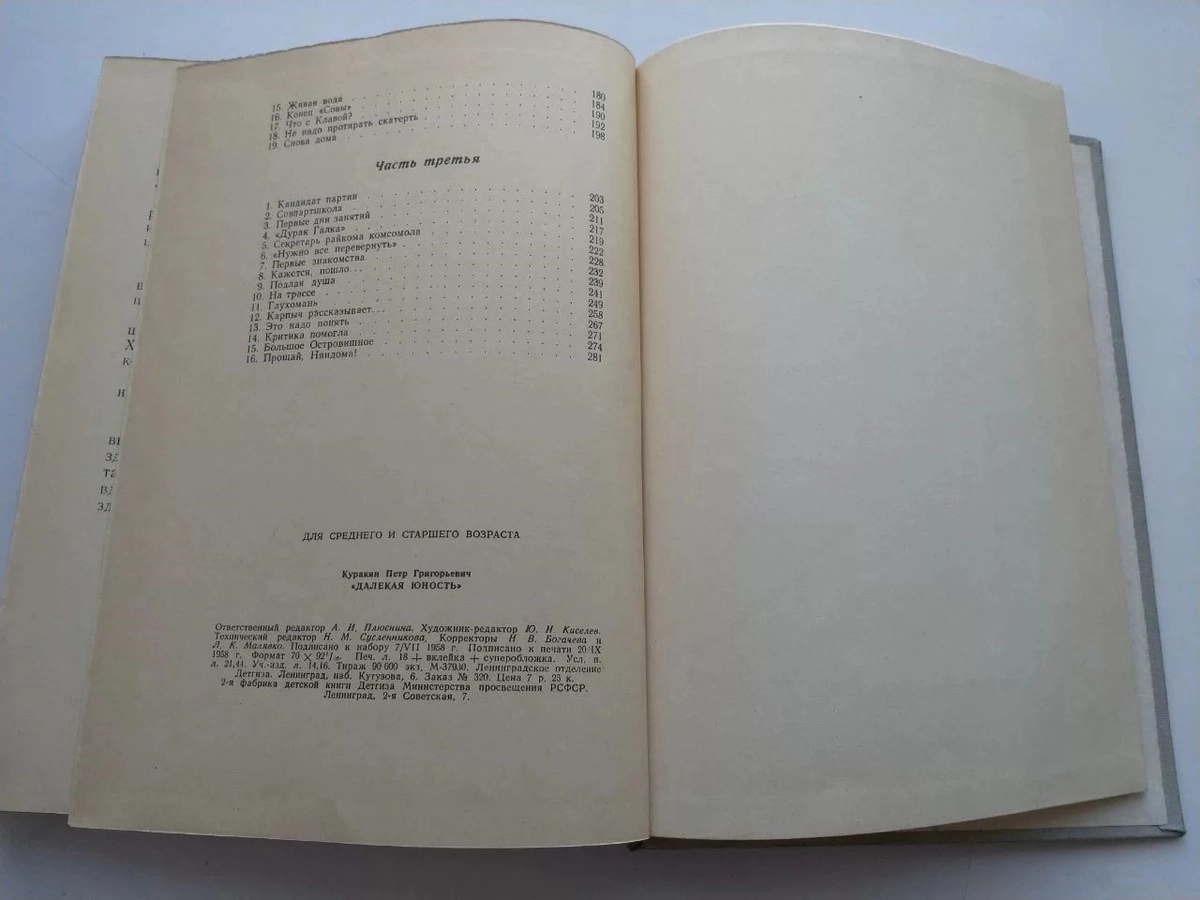 15. Живая вода 180
16. Конец «Совы» 184
17. Что с Клавой? 190
18. Не надо протирать скатерть 192
19. Снова дома 198
Часть третья
1. Кандидат партии 203
2. Совпартшкола 205
3. Первые дни занятий 211
4. «Дурак Галка» 217
5. Секретарь райкома комсомола 219
6. «Нужно все перевернуть» 222
7. Первые знакомства 228
8. Кажется, пошло... 232
9. Подлая душа 239
10. На трассе 241
11. Глухомань 249
12. Карпыч рассказывает... 258
13. Это надо понять 267
14. Критика помогла 271
15. Большое Островишное 274
16. Прощай, Няндома! 281
ДЛЯ СРЕДНЕГО И СТАРШЕГО ВОЗРАСТА
Куракин Петр Григорьевич
«ДАЛЕКАЯ ЮНОСТЬ»
Ответственный редактор А. И. Плюснина. Художник-редактор Ю. Н. Киселев.
Технический редактор Н. М. Сусленникова. Корректоры Н. В. Богачева и
Л. К. Малявко. Подписано к набору 7/VII 1958 г. Подписано к печати 20/IX
1958 г. Формат 70 × 92 1/16. Печ. л. 18 + вклейка + суперобложка. Усл. п.
л. 21,44. Уч.-изд. л. 14,16. Тираж 90 000 экз. М-37930. Ленинградское отделение
Детгиза. Ленинград, наб. Кутузова, 6. Заказ № 320. Цена 7 р. 25 к.
2-я фабрика детской книги Детгиза Министерства просвещения РСФСР.
Ленинград, 2-я Советская, 7.